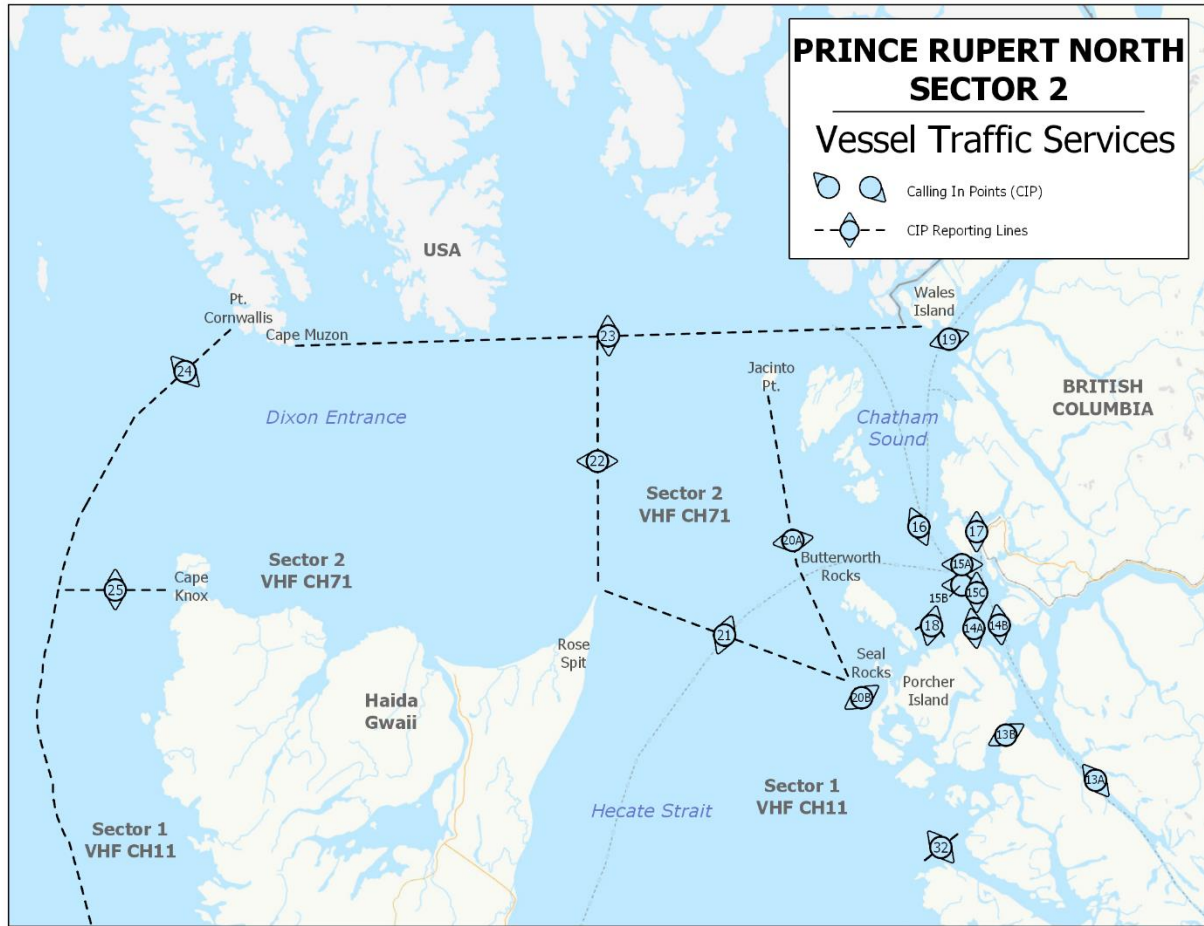 PRINCE RUPERT NORTH
SECTOR 2
Vessel Traffic Services
Calling In Points (CIP)
CIP Reporting Lines
USA
Pt.
Cornwallis
Cape Muzon
23
Wales
Island
19
24
Jacinto
Pt.
BRITISH
COLUMBIA
Dixon Entrance
Chatham
Sound
22
Sector 2
VHF CH71
16
17
20A
Butterworth
Rocks
15A
Sector 2
VHF CH71
25
Cape
Knox
15B
15C
18
14A
14B
21
Rose
Spit
Seal
Rocks
Porcher
Island
20B
Haida
Gwaii
13B
13A
Sector 1
VHF CH11
Hecate Strait
Sector 1
VHF CH11
32